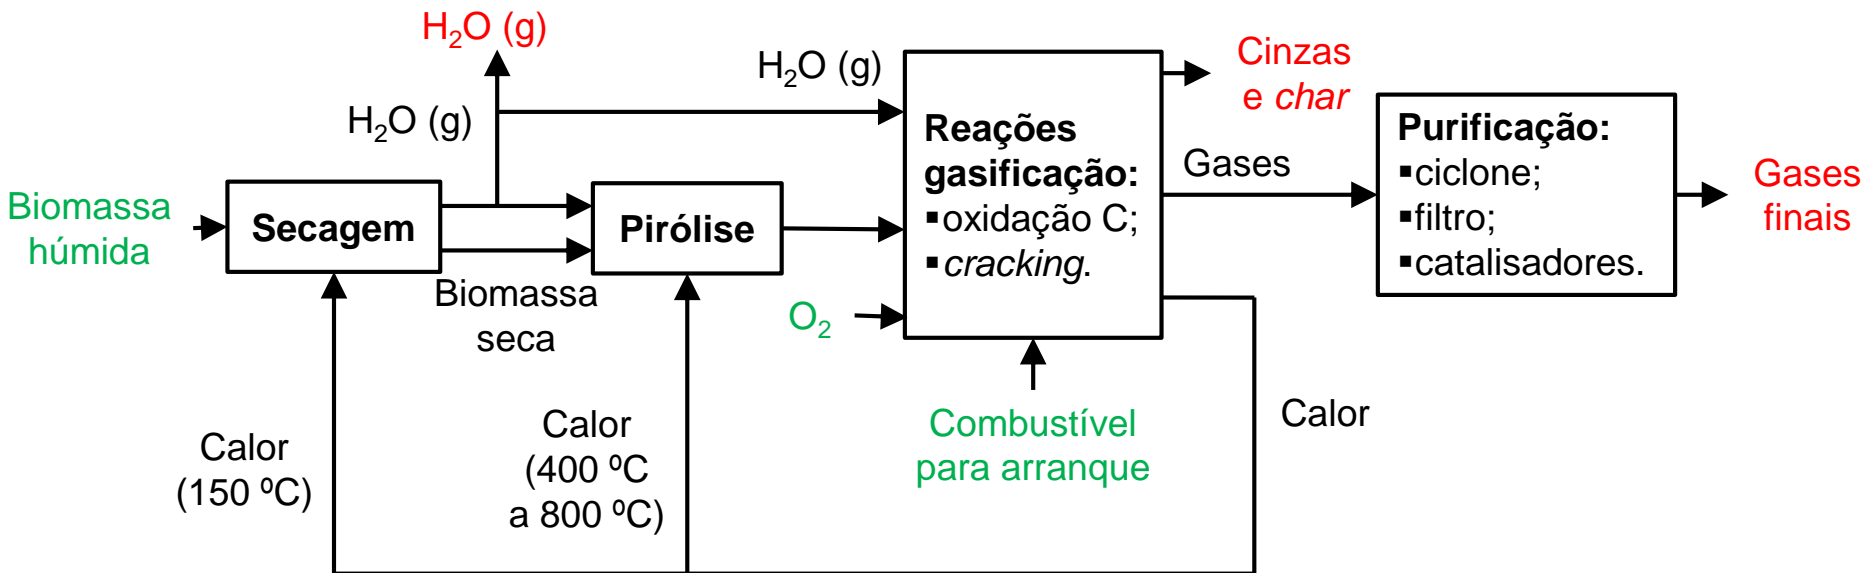 H₂O (g)
H₂O (g)
H₂O (g)
Biomassa
húmida
Secagem
Biomassa
seca
Pirólise
O₂
Reações
gasificação:
▪oxidação C;
▪cracking.
Cinzas
e char
Gases
Purificação:
▪ciclone;
▪filtro;
▪catalisadores.
Gases
finais
Calor
(150 ºC)
Calor
(400 ºC
a 800 ºC)
Combustível
para arranque
Calor